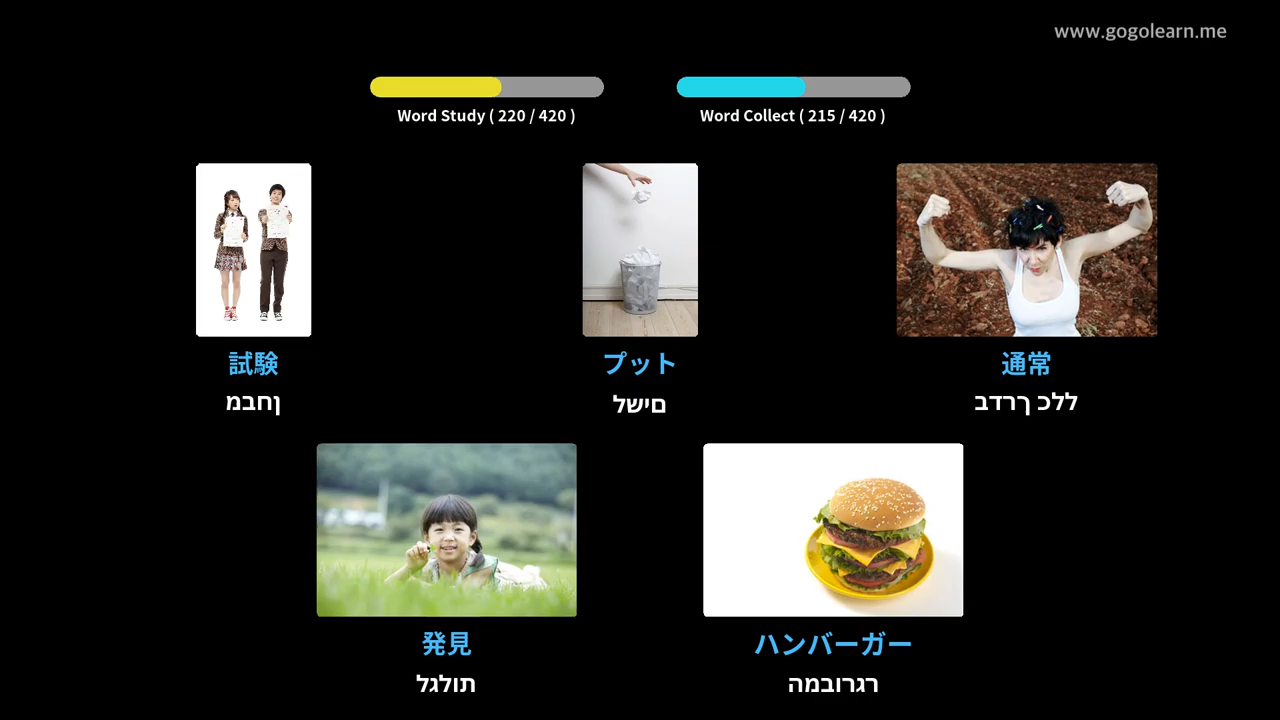 www.gogolearn.me
Word Study ( 220 / 420 )
Word Collect ( 215 / 420 )
試験
ןחבמ
プット
םישל
通常
ללכ ךרדב
発見
תולגל
ハンバーガー
רגרובמה